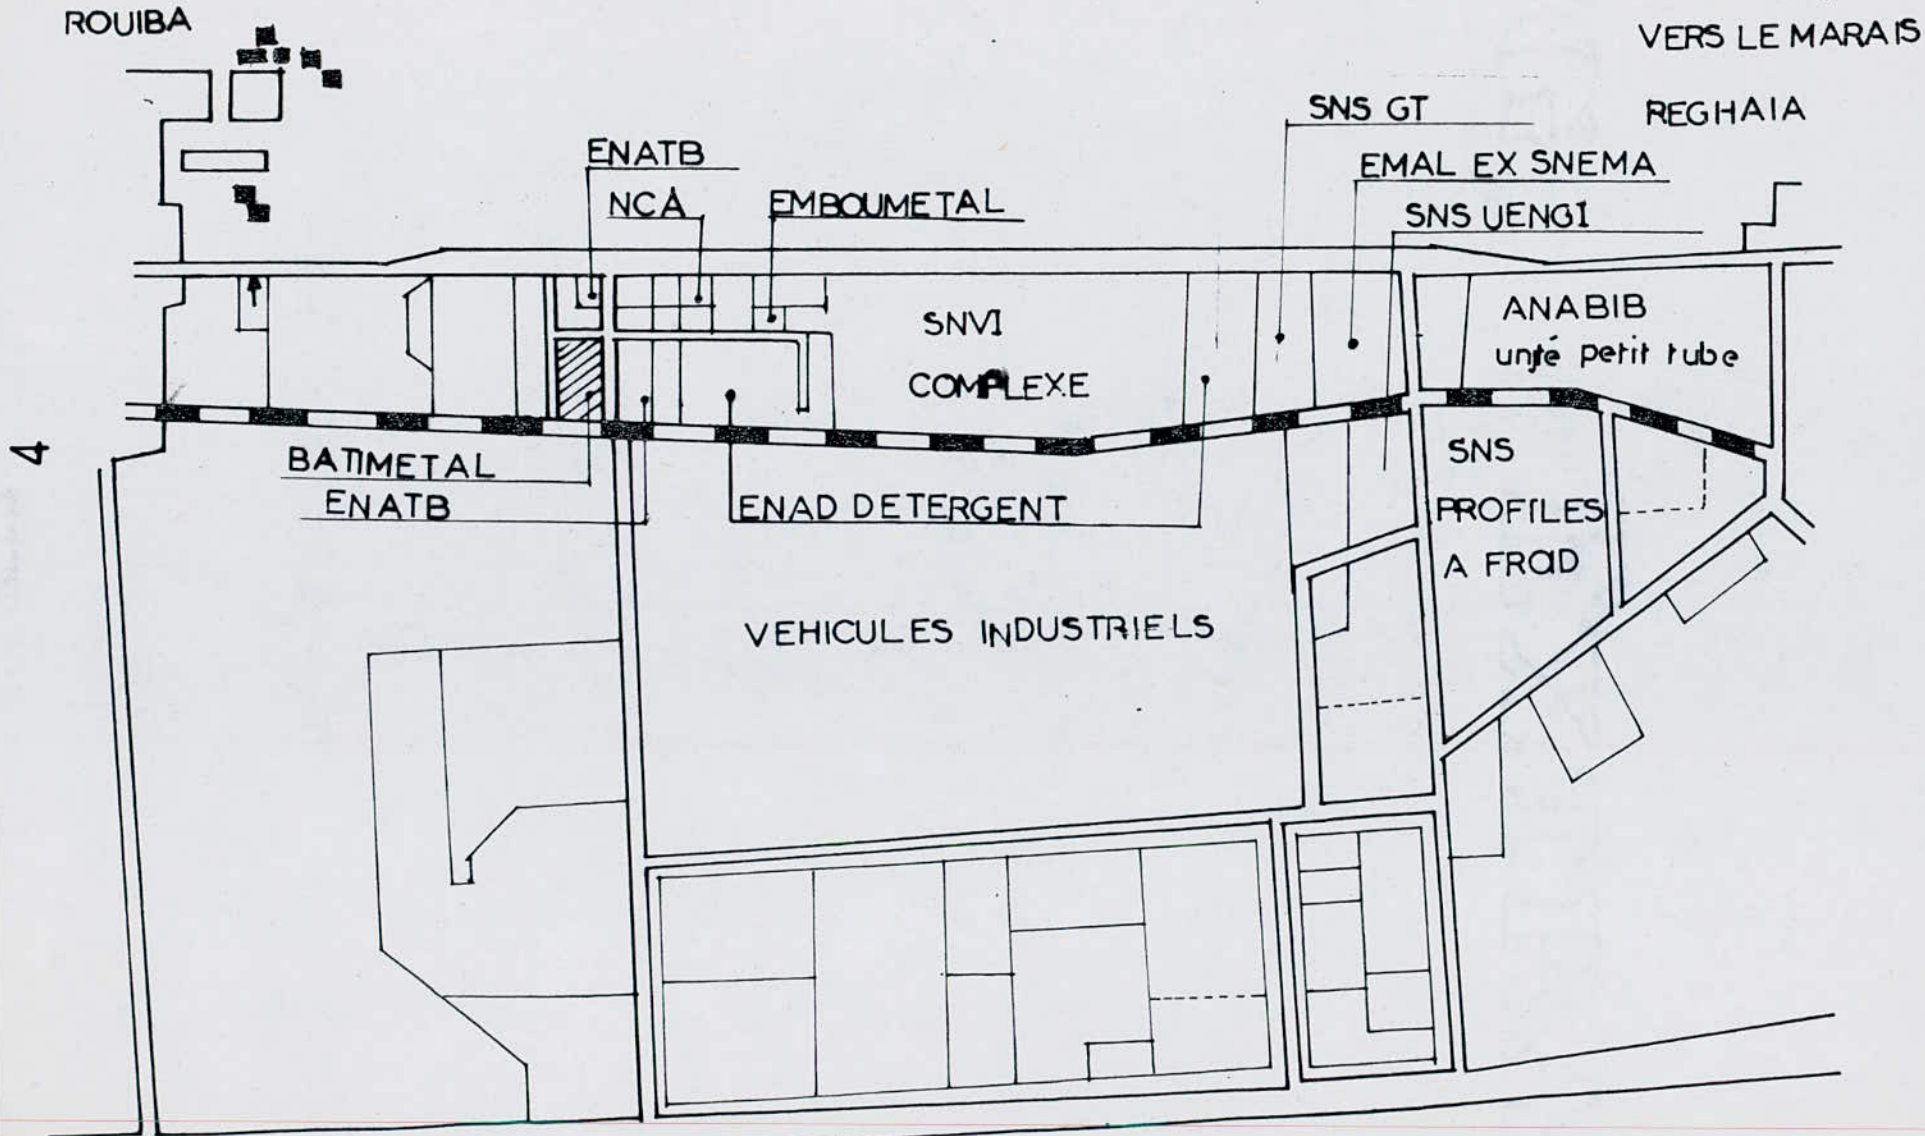 ROUIBA
VERS LE MARAIS
REGHAIA
SNS GT
ENATB
EMAL EX SNEMA
NCA
EMBOUMETAL
SNS UENGI
ANABIB
unité petit tube
SNVI
COMPLEXE
4
BATIMETAL
ENATB
ENAD DETERGENT
SNS
PROFILES
A FROID
VEHICULES INDUSTRIELS